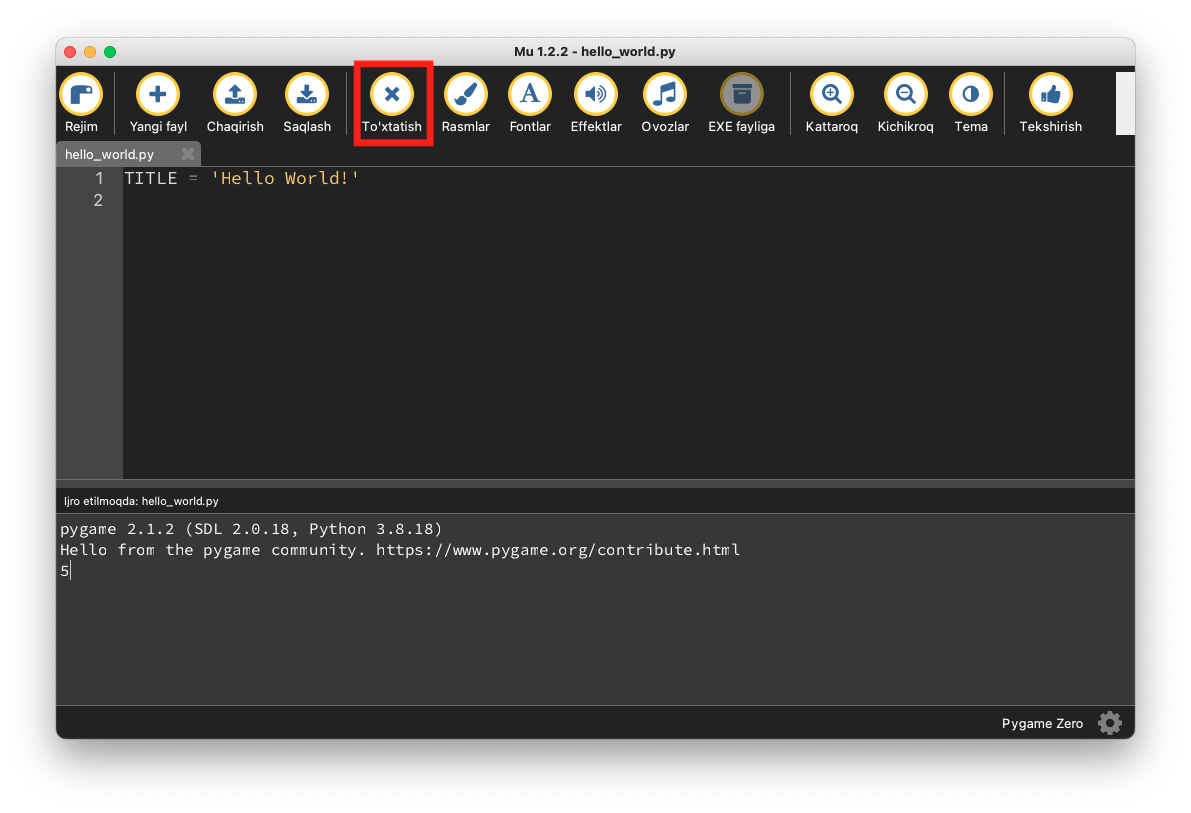 Mu 1.2.2 - hello_world.py
Rejim Yangi fayl Chaqirish Saqlash To'xtatish Rasmlar Fontlar Effektlar Ovozlar EXE fayliga Kattaroq Kichikroq Tema Tekshirish
hello_world.py
1 TITLE = 'Hello World!'
2
Ijro etilmoqda: hello_world.py
pygame 2.1.2 (SDL 2.0.18, Python 3.8.18)
Hello from the pygame community. https://www.pygame.org/contribute.html
5
Pygame Zero